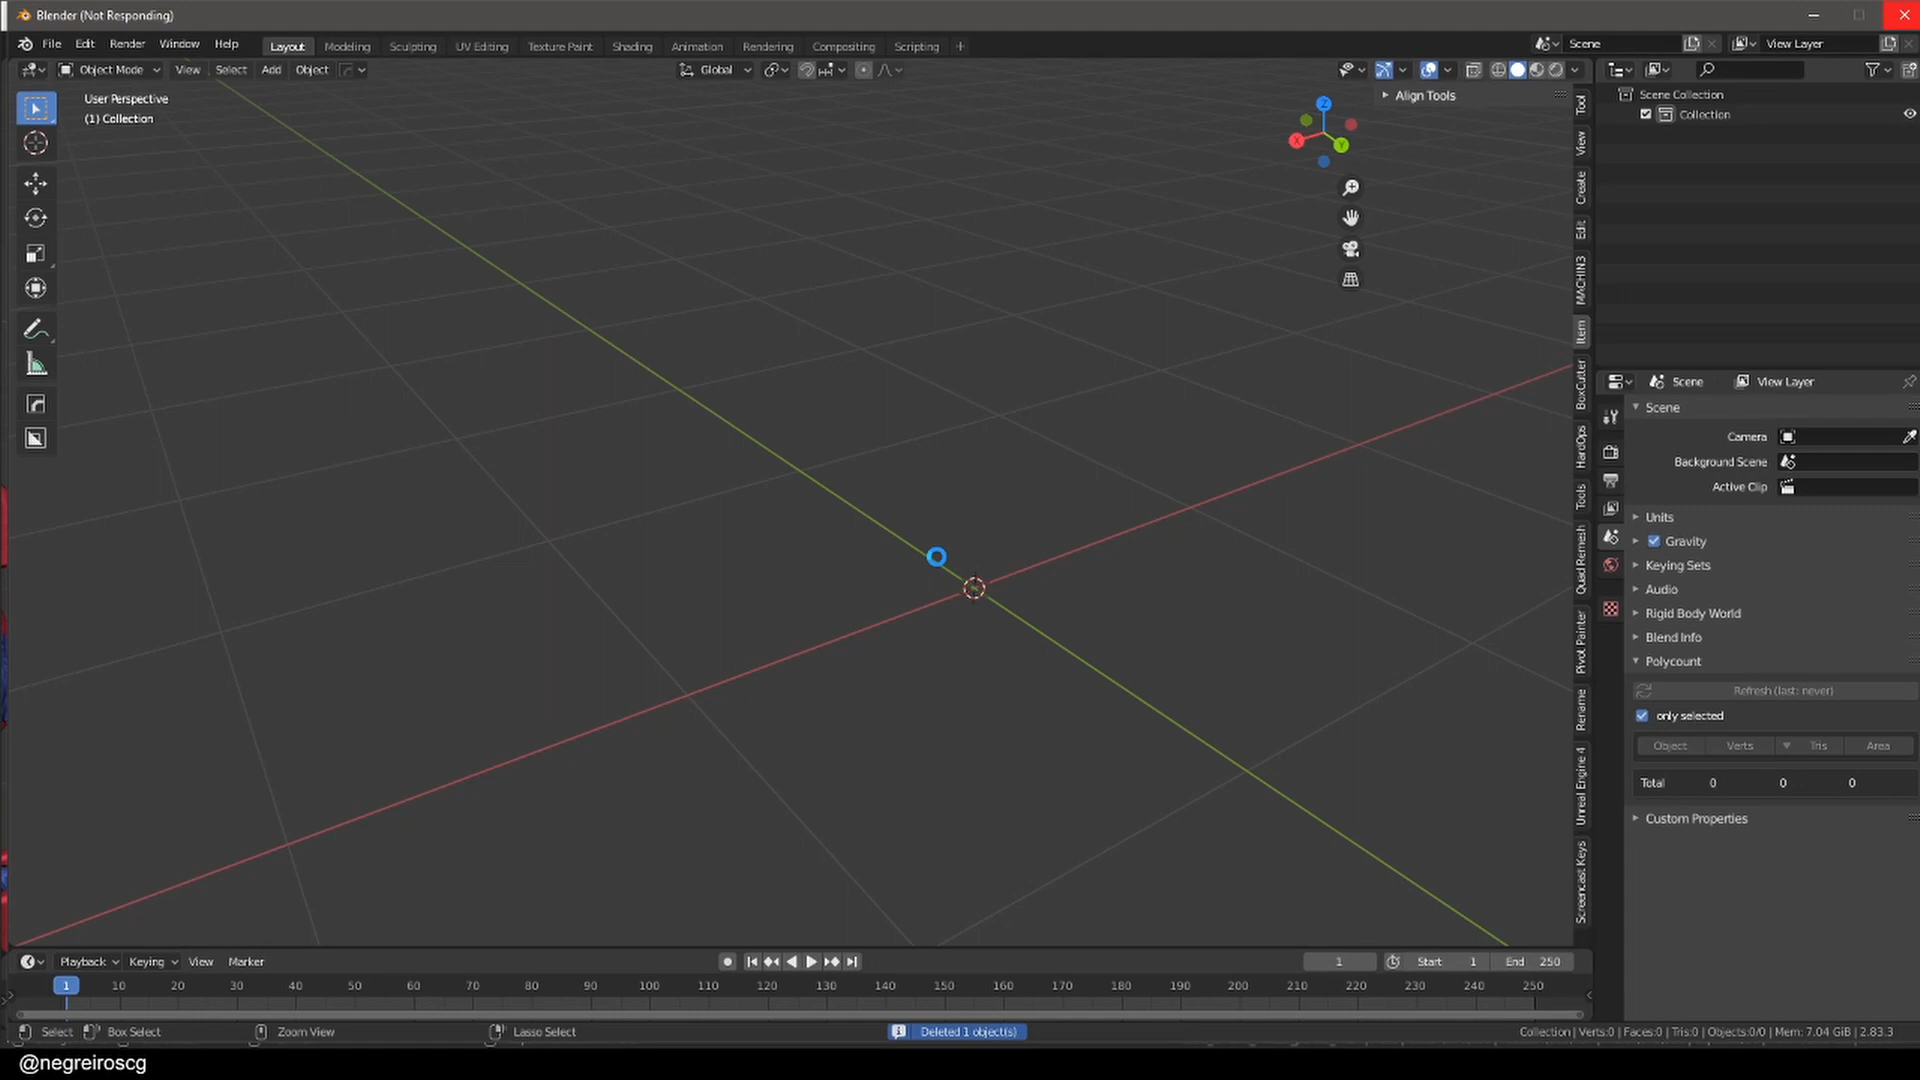 Blender (Not Responding)
File Edit Render Window Help Layout Modeling Sculpting UV Editing Texture Paint Shading Animation Rendering Compositing Scripting + Scene View Layer
Object Mode View Select Add Object Global
User Perspective
(1) Collection
Align Tools
Z
X
Y
Tool
View
Create
Edit
MACHIN3
Item
BoxCutter
HardOps
Tools
Quad Remesh
Pivot Painter
Rename
Unreal Engine 4
Screencast Keys
Scene Collection
Collection
Scene View Layer
Scene
Camera
Background Scene
Active Clip
Units
Gravity
Keying Sets
Audio
Rigid Body World
Blend Info
Polycount
Refresh (last: never)
only selected
Object Verts Tris Area
Total 0 0 0
Custom Properties
Playback Keying View Marker 1 Start 1 End 250
1 10 20 30 40 50 60 70 80 90 100 110 120 130 140 150 160 170 180 190 200 210 220 230 240 250
Select Box Select Zoom View Lasso Select Deleted 1 object(s) Collection | Verts:0 | Faces:0 | Tris:0 | Objects:0/0 | Mem: 7.04 GiB | 2.83.3
@negreiroscg